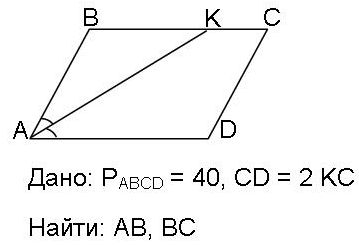 B K C
A D
Дано: P_ABCD = 40, CD = 2 KC
Найти: AB, BC